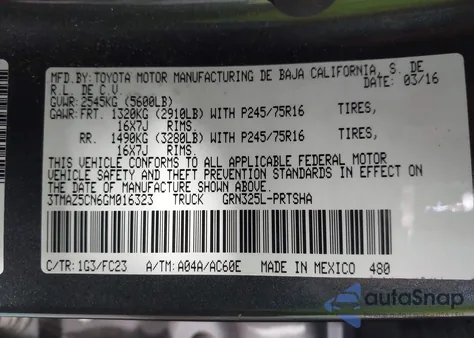 MFD.BY:TOYOTA MOTOR MANUFACTURING DE BAJA CALIFORNIA, S. DE
R.L. DE C.V. 03/16
GVWR: 2545KG (5600LB)
GAWR:FRT. 1320KG (2910LB) WITH P245/75R16 TIRES,
16X7J RIMS.
RR. 1490KG (3280LB) WITH P245/75R16 TIRES,
16X7J RIMS.
THIS VEHICLE CONFORMS TO ALL APPLICABLE FEDERAL MOTOR
VEHICLE SAFETY AND THEFT PREVENTION STANDARDS IN EFFECT ON
THE DATE OF MANUFACTURE SHOWN ABOVE.
3TMAZ5CN6GM016323 TRUCK GRN325L-PRTSHA
C/TR: 1G3/FC23 A/TM: A04A/AC60E MADE IN MEXICO 480
autoSnap